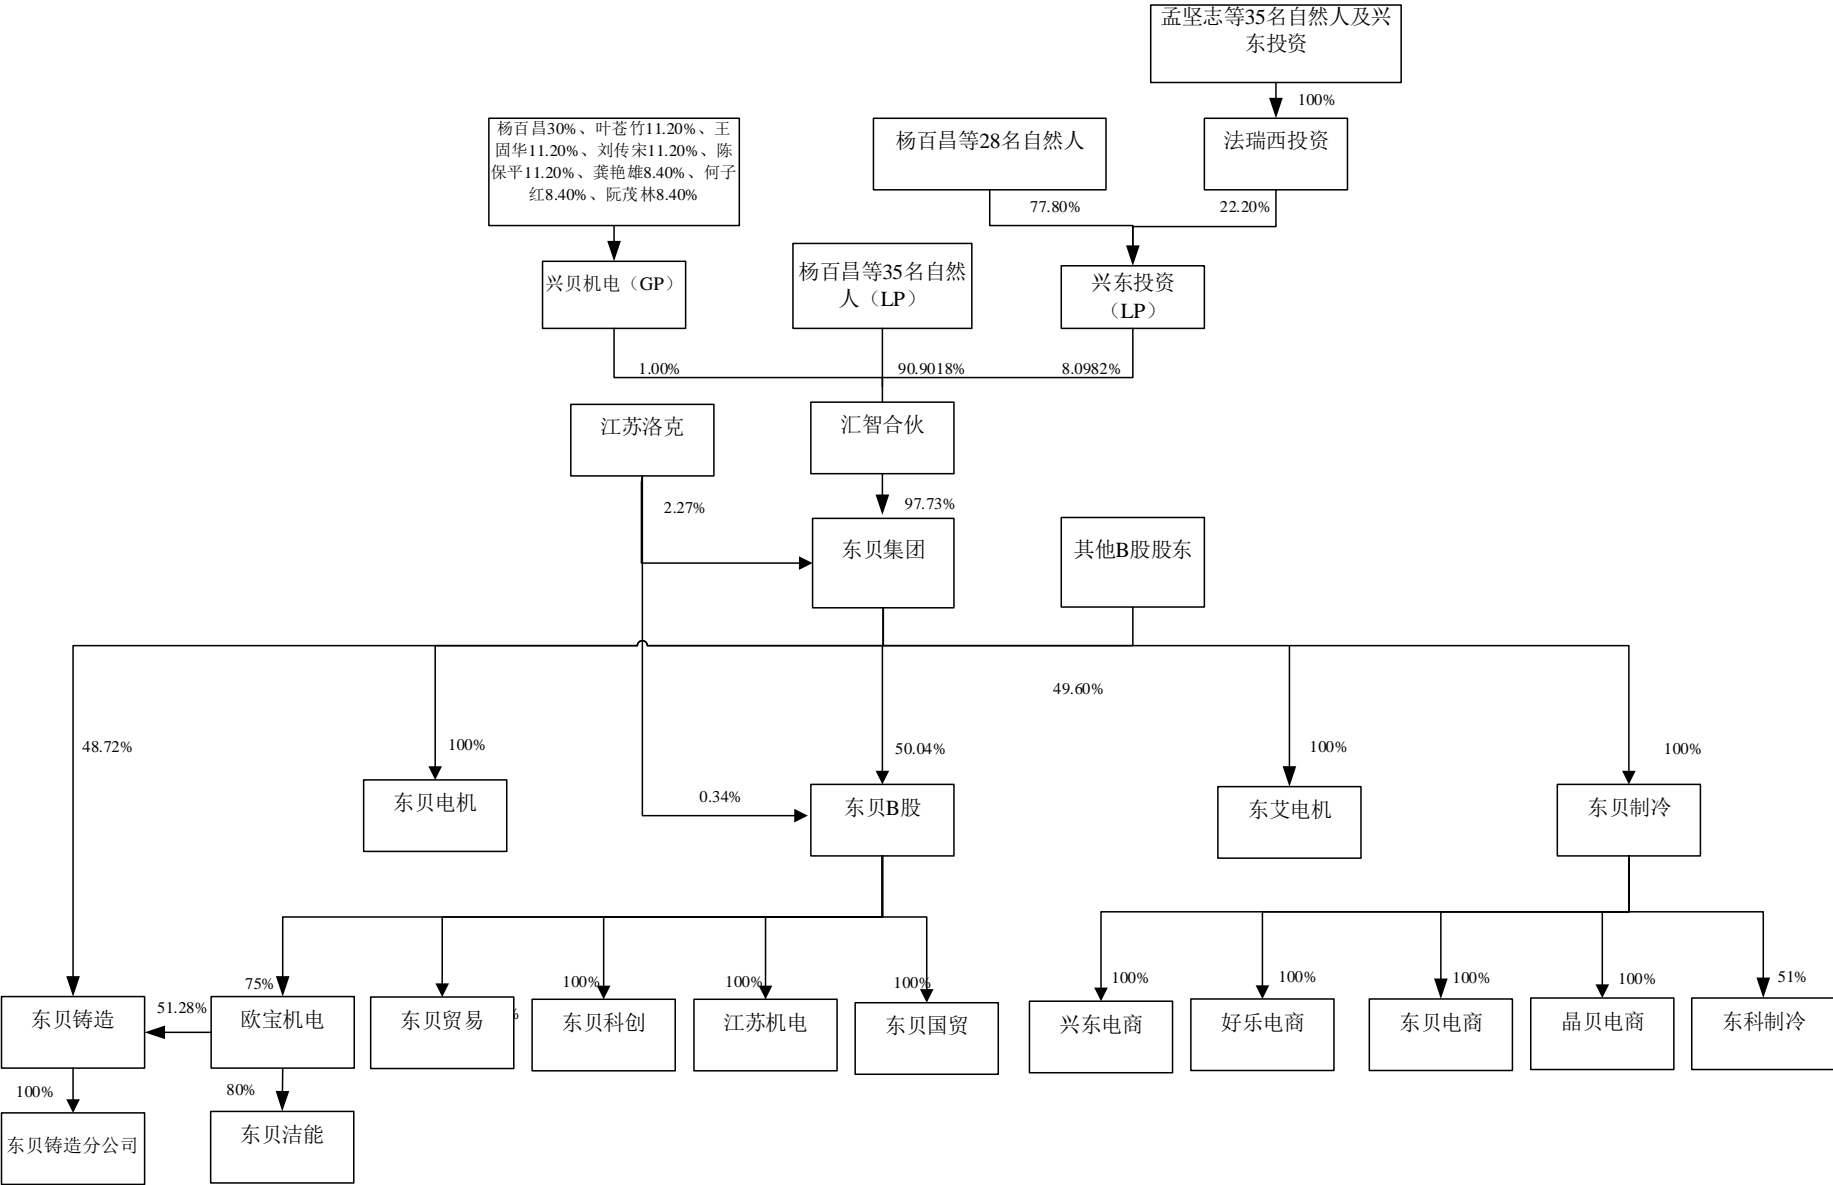 孟坚志等35名自然人及兴
东投资
100%
杨百昌30%、叶苍竹11.20%、王
固华11.20%、刘传宋11.20%、陈
保平11.20%、龚艳雄8.40%、何子
红8.40%、阮茂林8.40%
杨百昌等28名自然人
法瑞西投资
77.80%
22.20%
兴贝机电（GP）
杨百昌等35名自然
人（LP）
兴东投资
（LP）
1.00%
90.9018%
8.0982%
江苏洛克
汇智合伙
2.27%
97.73%
东贝集团
其他B股股东
49.60%
48.72%
100%
50.04%
100%
100%
东贝电机
0.34%
东贝B股
东艾电机
东贝制冷
75%
100%
100%
100%
100%
100%
100%
100%
51%
东贝铸造
51.28%
欧宝机电
东贝贸易
东贝科创
江苏机电
东贝国贸
兴东电商
好乐电商
东贝电商
晶贝电商
东科制冷
100%
80%
东贝铸造分公司
东贝洁能